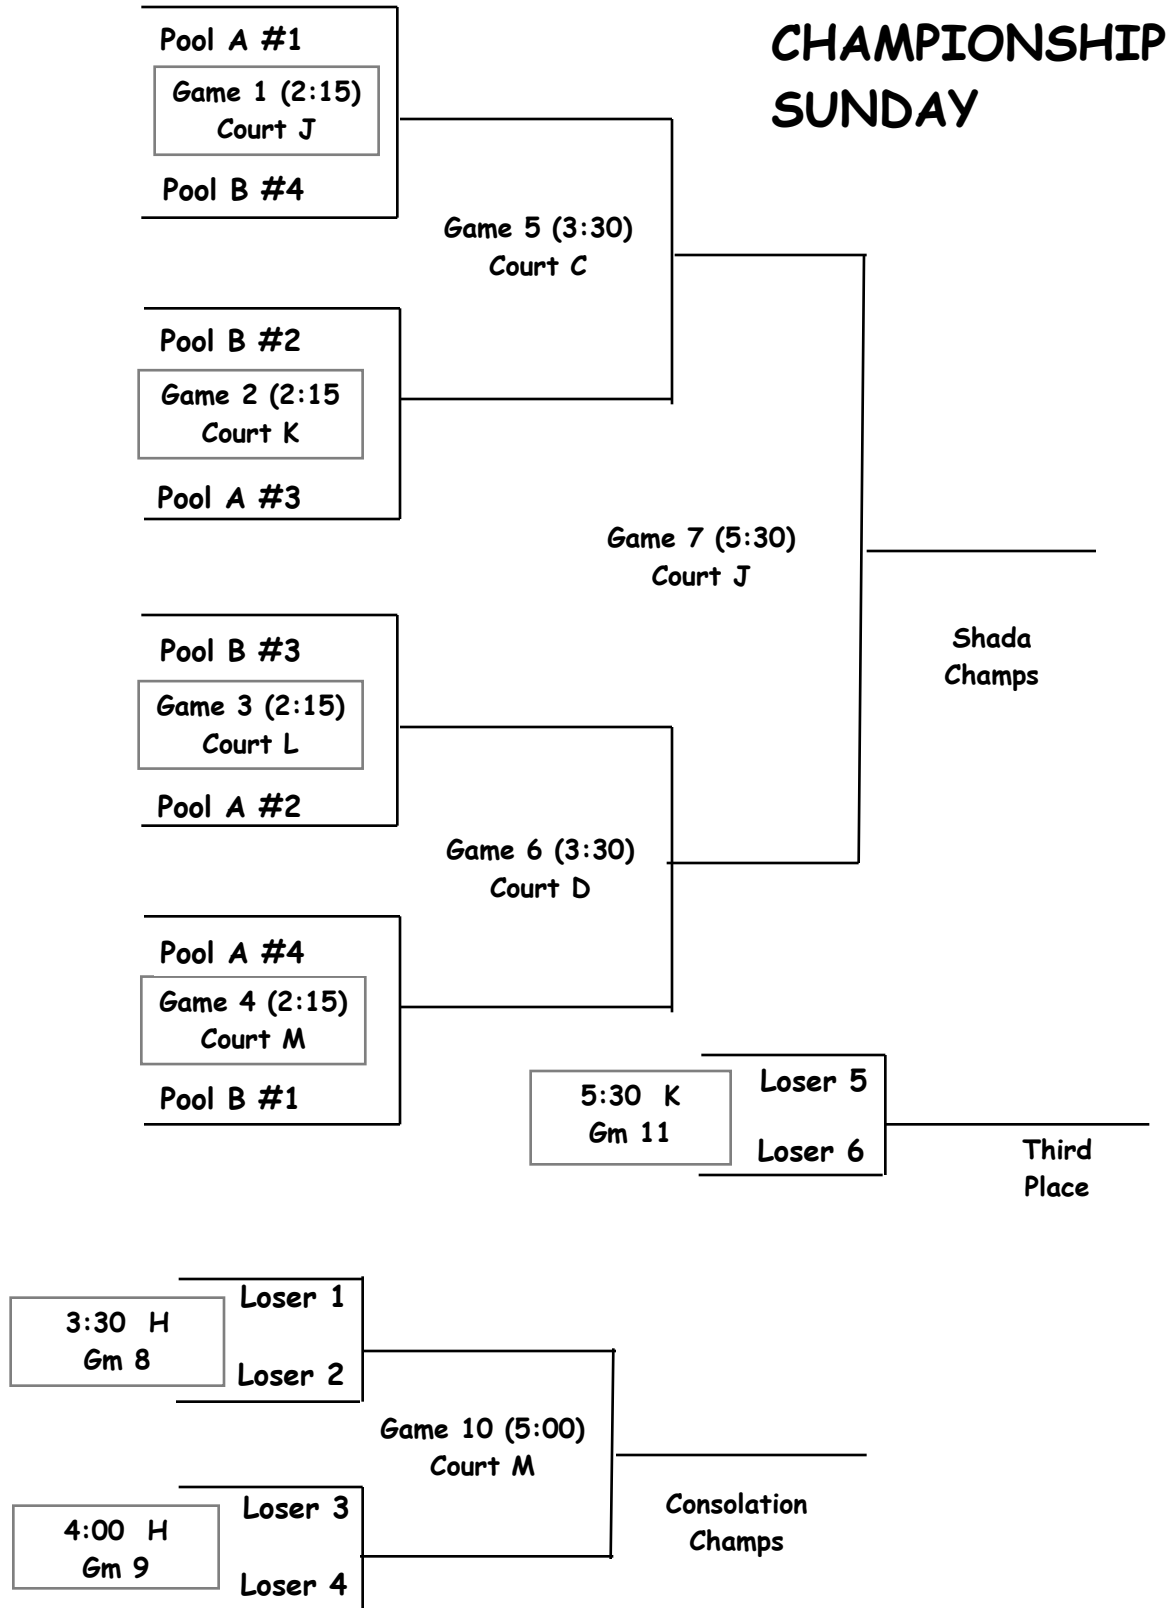 CHAMPIONSHIP
SUNDAY
Pool A #1
Game 1 (2:15)
Court J
Pool B #4
Game 5 (3:30)
Court C
Pool B #2
Game 2 (2:15
Court K
Pool A #3
Game 7 (5:30)
Court J
Shada
Champs
Pool B #3
Game 3 (2:15)
Court L
Pool A #2
Game 6 (3:30)
Court D
Pool A #4
Game 4 (2:15)
Court M
Pool B #1
Loser 5
5:30 K
Gm 11
Loser 6
Third
Place
Loser 1
3:30 H
Gm 8
Loser 2
Game 10 (5:00)
Court M
Consolation
Champs
Loser 3
4:00 H
Gm 9
Loser 4